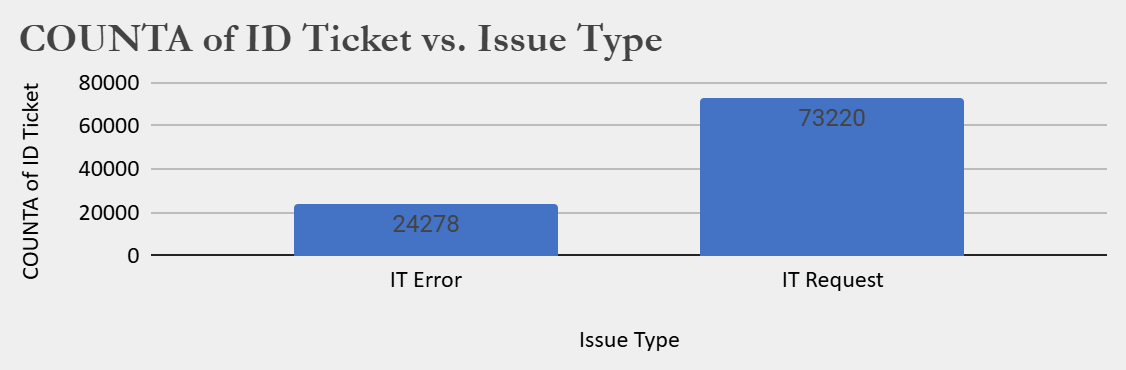 COUNTA of ID Ticket vs. Issue Type
COUNTA of ID Ticket
80000
60000
40000
20000
0
73220
24278
IT Error
IT Request
Issue Type